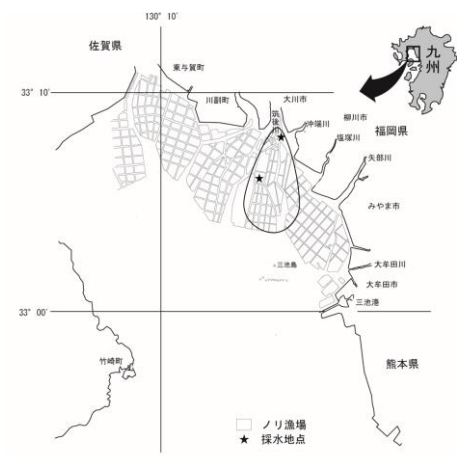 130° 10′
佐賀県
九州
東与賀町
33° 10′
川副町
大川市
筑後川
沖端川
柳川市
福岡県
塩塚川
矢部川
みやま市
三池島
大牟田川
大牟田市
三池港
33° 00′
竹崎町
熊本県
ノリ漁場
★ 採水地点